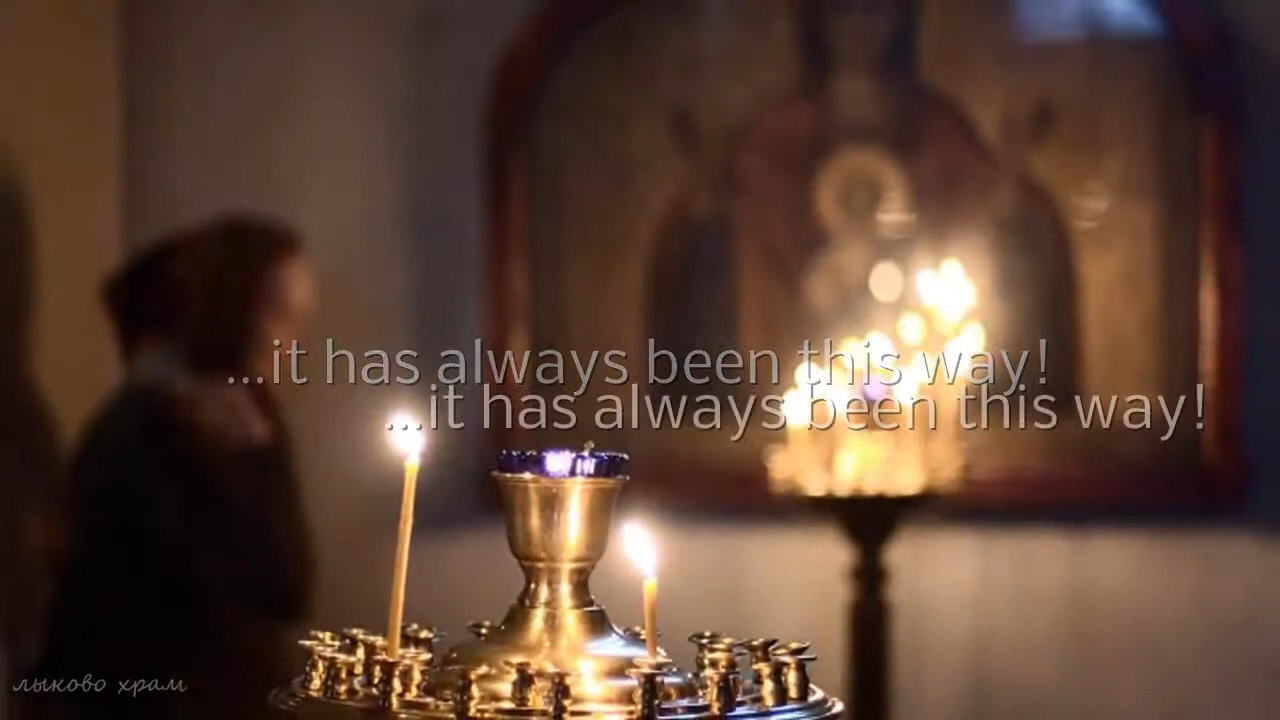 ...it has always been this way!
...it has always been this way!
лыково храм